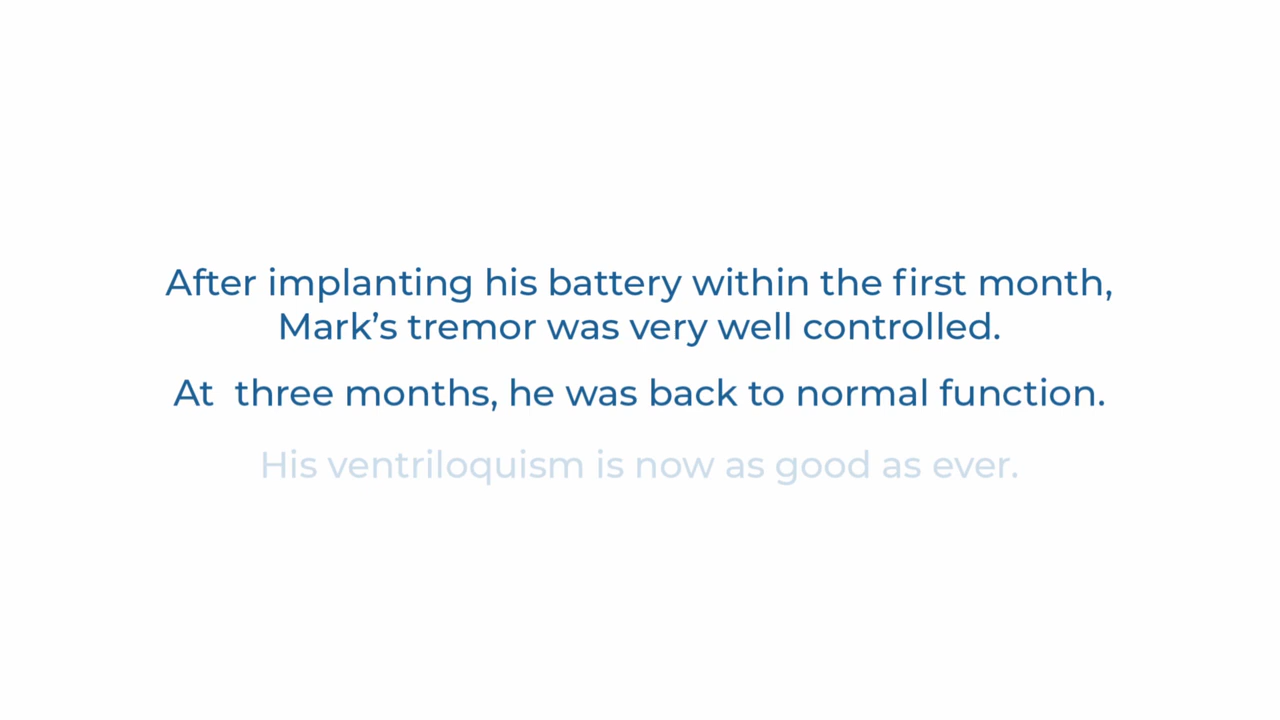 After implanting his battery within the first month,
Mark’s tremor was very well controlled.
At  three months, he was back to normal function.
His ventriloquism is now as good as ever.